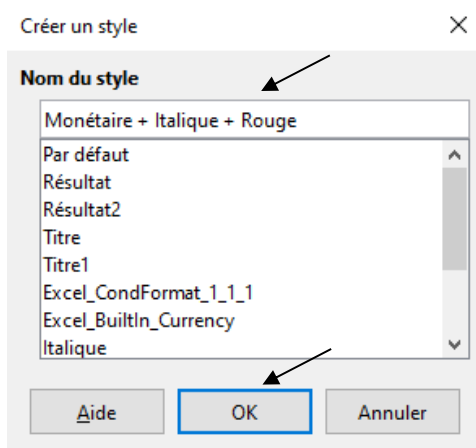 Créer un style
Nom du style
Monétaire + Italique + Rouge
Par défaut
Résultat
Résultat2
Titre
Titre1
Excel_CondFormat_1_1_1
Excel_BuiltIn_Currency
Italique
Aide OK Annuler